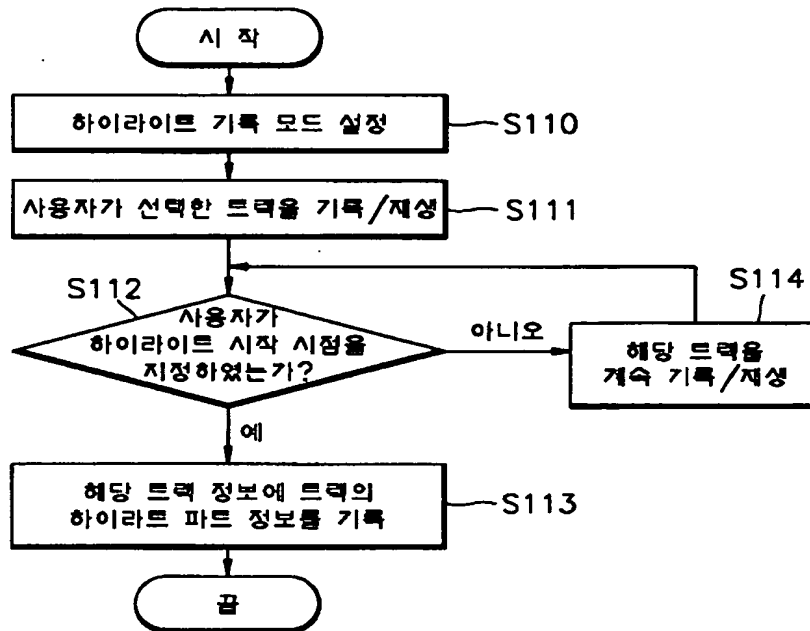 시 작
하이라이트 기록 모드 설정
S110
사용자가 선택한 트랙을 기록/재생
S111
S112
사용자가
하이라이트 시작 시점을
지정하였는가?
아니오
S114
해당 트랙을
계속 기록/재생
예
해당 트랙 정보에 트랙의
하이라트 파트 정보를 기록
S113
끝